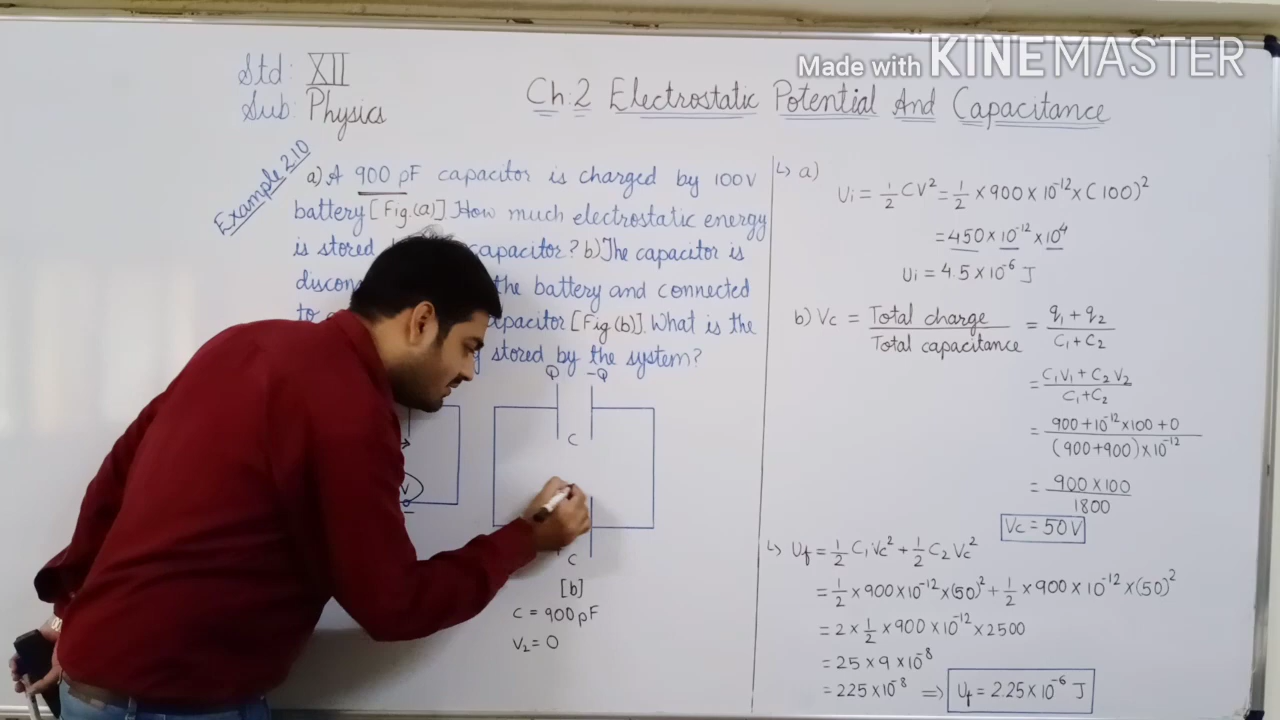 Made with KINEMASTER
Std: XII
Sub: Physics
Ch:2 Electrostatic Potential And Capacitance
Example 2.10
a) A 900 pF capacitor is charged by 100V
battery [Fig.(a)]. How much electrostatic energy
is stored capacitor? b) The capacitor is
the battery and connected
to capacitor [Fig(b)]. What is the
stored by the system?
Q -Q
C
V
C
[b]
C = 900 pF
V₂ = 0
↳ a)
Ui = 1/2 CV² = 1/2 × 900 × 10⁻¹² × (100)²
= 450 × 10⁻¹² × 10⁴
Ui = 4.5 × 10⁻⁶ J
b) Vc = Total charge / Total capacitance = q₁ + q₂ / C₁ + C₂
= C₁V₁ + C₂V₂ / C₁ + C₂
= 900 + 10⁻¹² × 100 + 0 / (900 + 900) × 10⁻¹²
= 900 × 100 / 1800
Vc = 50V
↳ Uf = 1/2 C₁Vc² + 1/2 C₂Vc²
= 1/2 × 900 × 10⁻¹² × (50)² + 1/2 × 900 × 10⁻¹² × (50)²
= 2 × 1/2 × 900 × 10⁻¹² × 2500
= 25 × 9 × 10⁻⁸
= 225 × 10⁻⁸ ⇒ Uf = 2.25 × 10⁻⁶ J